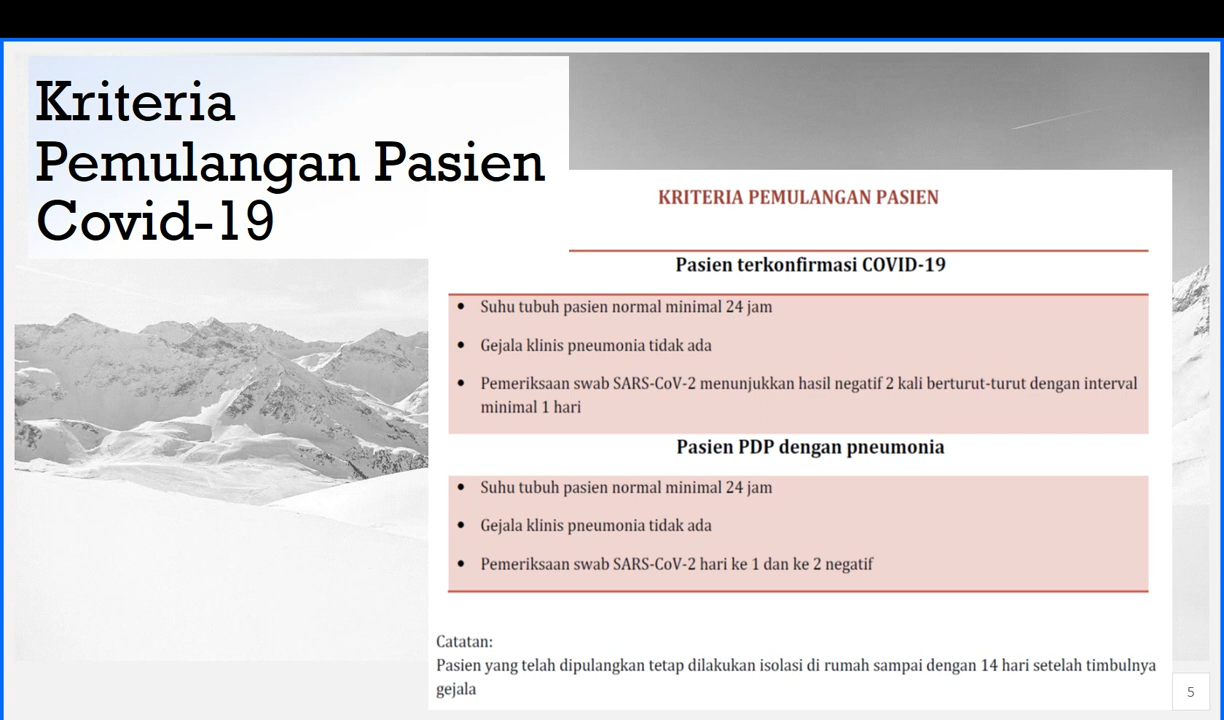 Kriteria
Pemulangan Pasien
Covid-19
KRITERIA PEMULANGAN PASIEN
Pasien terkonfirmasi COVID-19
• Suhu tubuh pasien normal minimal 24 jam
• Gejala klinis pneumonia tidak ada
• Pemeriksaan swab SARS-CoV-2 menunjukkan hasil negatif 2 kali berturut-turut dengan interval
minimal 1 hari
Pasien PDP dengan pneumonia
• Suhu tubuh pasien normal minimal 24 jam
• Gejala klinis pneumonia tidak ada
• Pemeriksaan swab SARS-CoV-2 hari ke 1 dan ke 2 negatif
Catatan:
Pasien yang telah dipulangkan tetap dilakukan isolasi di rumah sampai dengan 14 hari setelah timbulnya
gejala
5